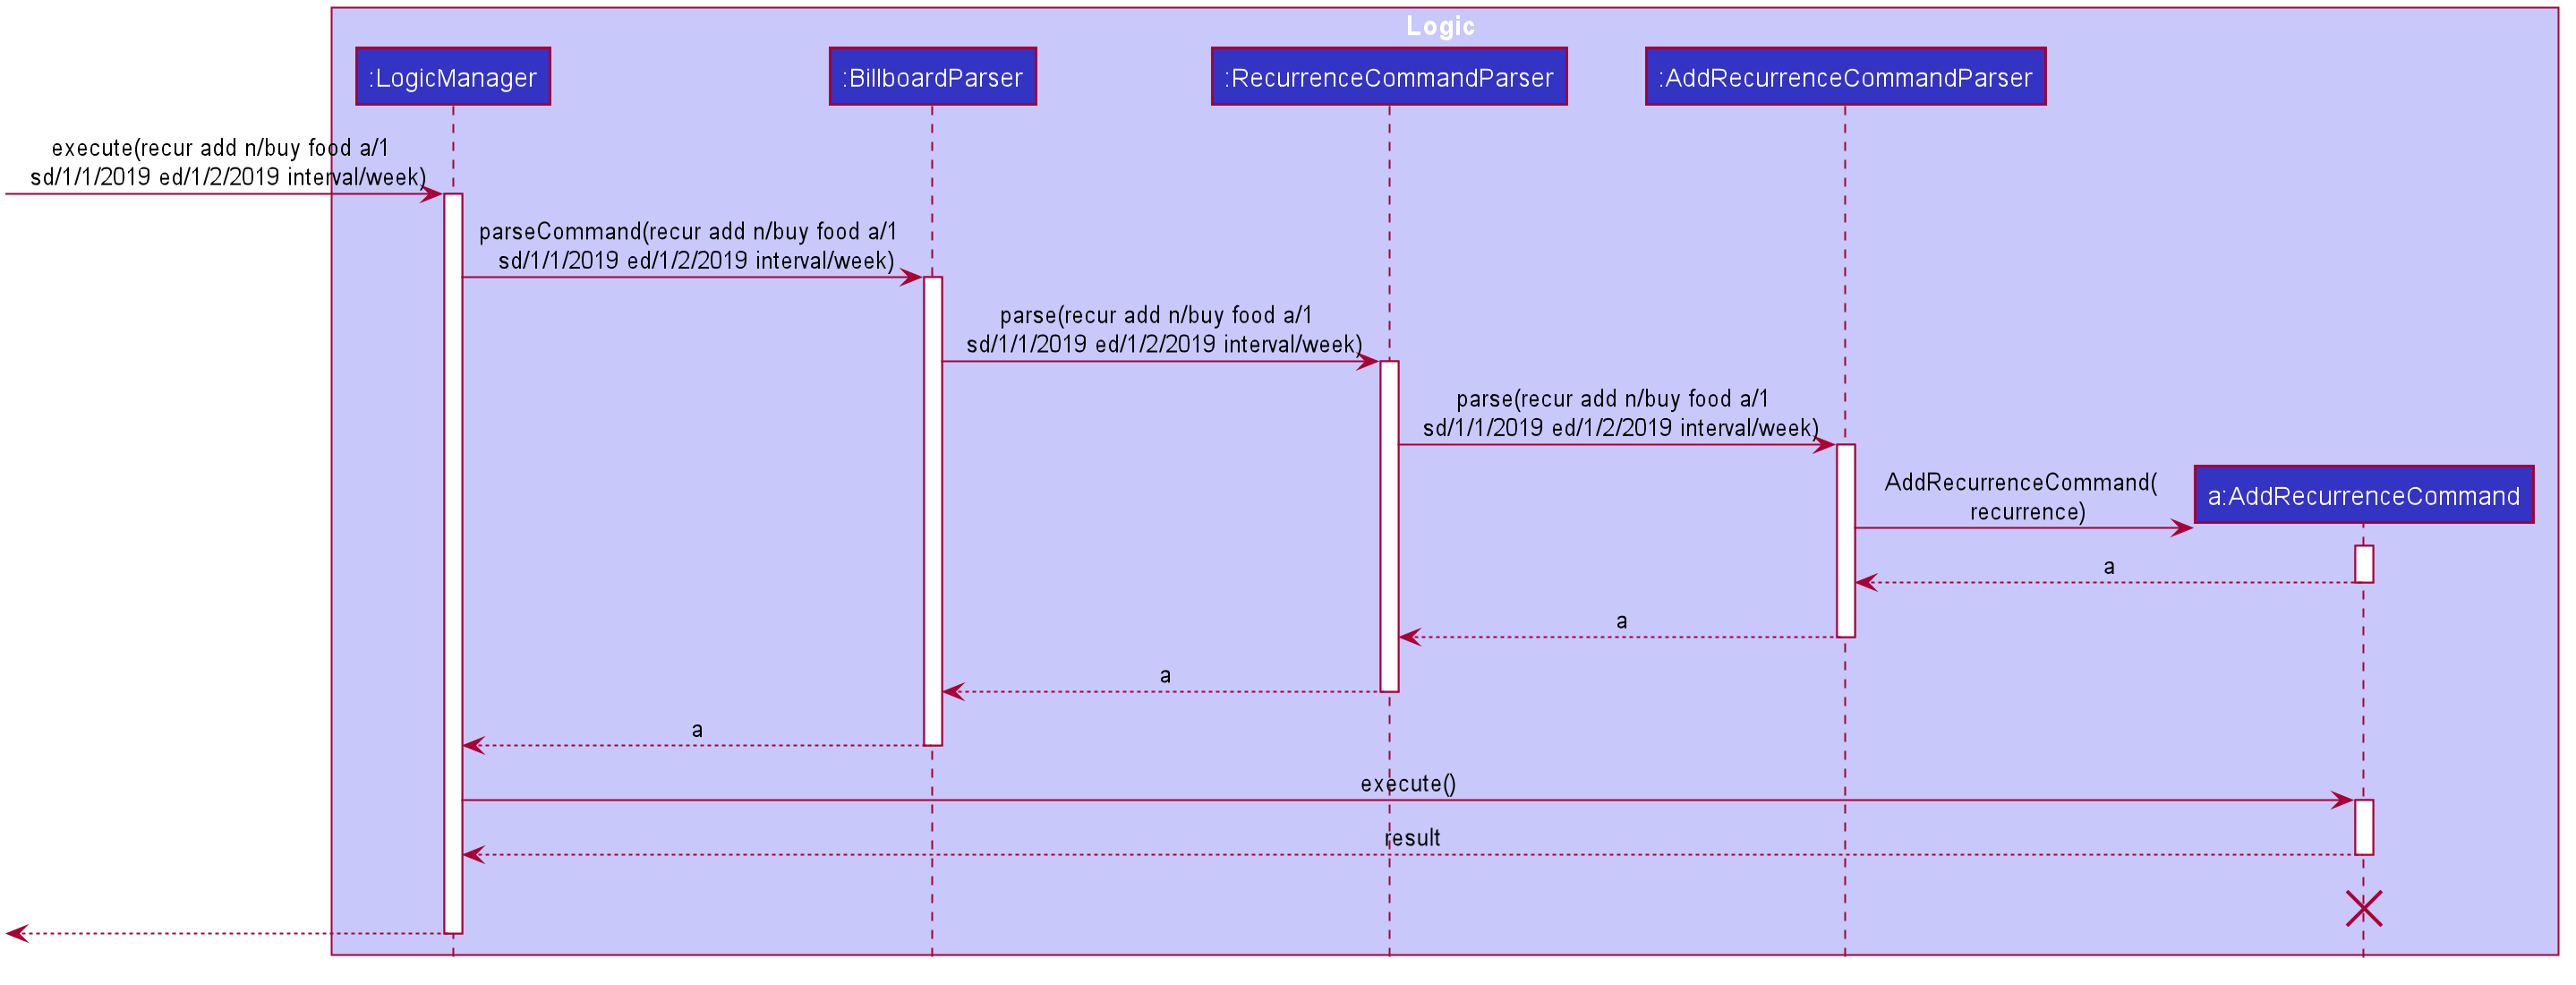 Logic
:LogicManager
:BillboardParser
:RecurrenceCommandParser
:AddRecurrenceCommandParser
execute(recur add n/buy food a/1
sd/1/1/2019 ed/1/2/2019 interval/week)
parseCommand(recur add n/buy food a/1
sd/1/1/2019 ed/1/2/2019 interval/week)
parse(recur add n/buy food a/1
sd/1/1/2019 ed/1/2/2019 interval/week)
parse(recur add n/buy food a/1
sd/1/1/2019 ed/1/2/2019 interval/week)
AddRecurrenceCommand(
recurrence)
a:AddRecurrenceCommand
a
a
a
a
execute()
result